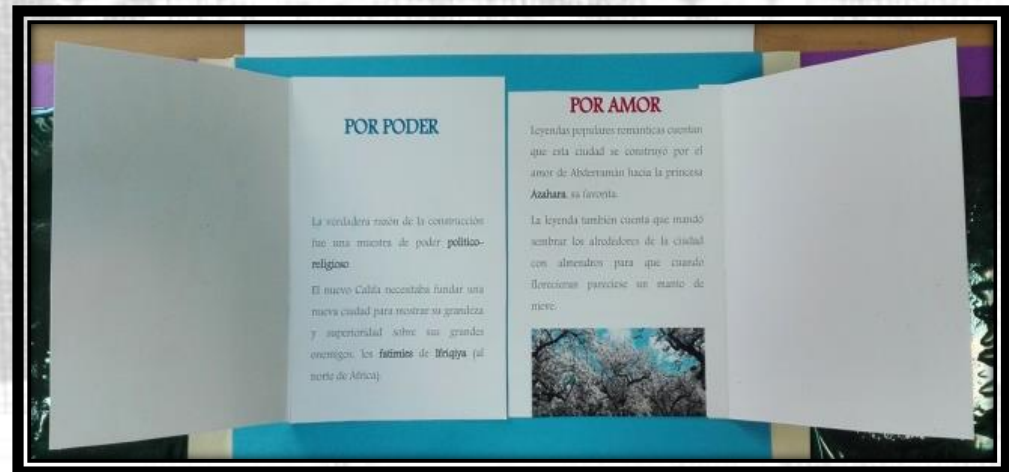 POR PODER
La verdadera razón de la construcción
fue una muestra de poder político-
religioso
El nuevo Califa necesitaba fundar una
nueva ciudad para mostrar su grandeza
y superioridad sobre sus grandes
enemigos, los fatimíes de Ifriqiya (al
norte de África)
POR AMOR
Leyendas populares románticas cuentan
que esta ciudad se construyó por el
amor de Abderramán hacia la princesa
Azahara, su favorita.
La leyenda también cuenta que mandó
sembrar los alrededores de la ciudad
con almendros para que cuando
florecieran pareciese un manto de
nieve.